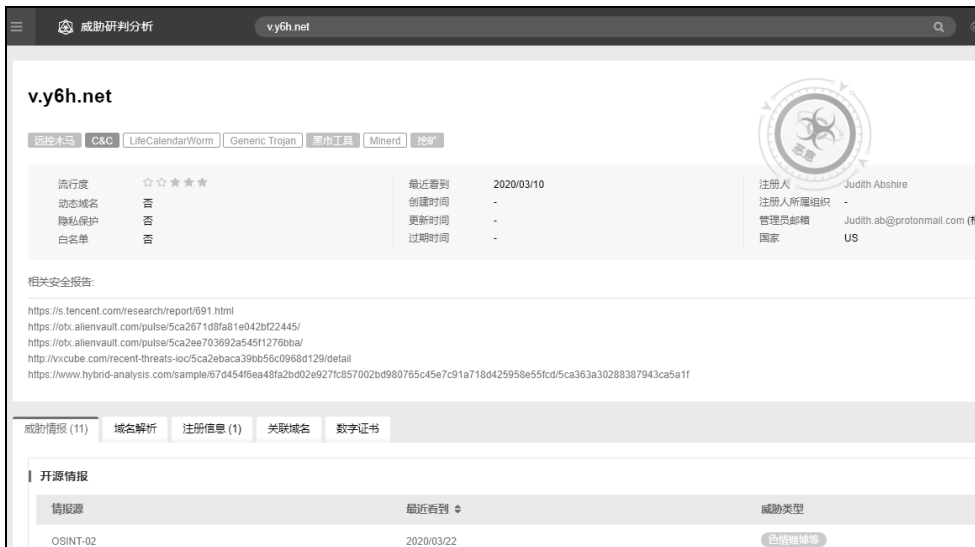 威胁研判分析 v.y6h.net
v.y6h.net
远控木马 C&C LifeCalendarWorm Generic Trojan 黑市工具 Minerd 挖矿
恶意
流行度 ☆☆★★★ 最近看到 2020/03/10 注册人 Judith Abshire
动态域名 否 创建时间 - 注册人所属组织 -
隐私保护 否 更新时间 - 管理员邮箱 Judith.ab@protonmail.com
白名单 否 过期时间 - 国家 US
相关安全报告:
https://s.tencent.com/research/report/691.html
https://otx.alienvault.com/pulse/5ca2671d8fa81e042bf22445/
https://otx.alienvault.com/pulse/5ca2ee703692a545f1276bba/
http://vxcube.com/recent-threats-ioc/5ca2ebaca39bb56c0968d129/detail
https://www.hybrid-analysis.com/sample/67d454f6ea48fa2bd02e927fc857002bd980765c45e7c91a718d425958e55fcd/5ca363a30288387943ca5a1f
威胁情报 (11) 域名解析 注册信息 (1) 关联域名 数字证书
开源情报
情报源 最近看到 威胁类型
OSINT-02 2020/03/22 色情赌博等